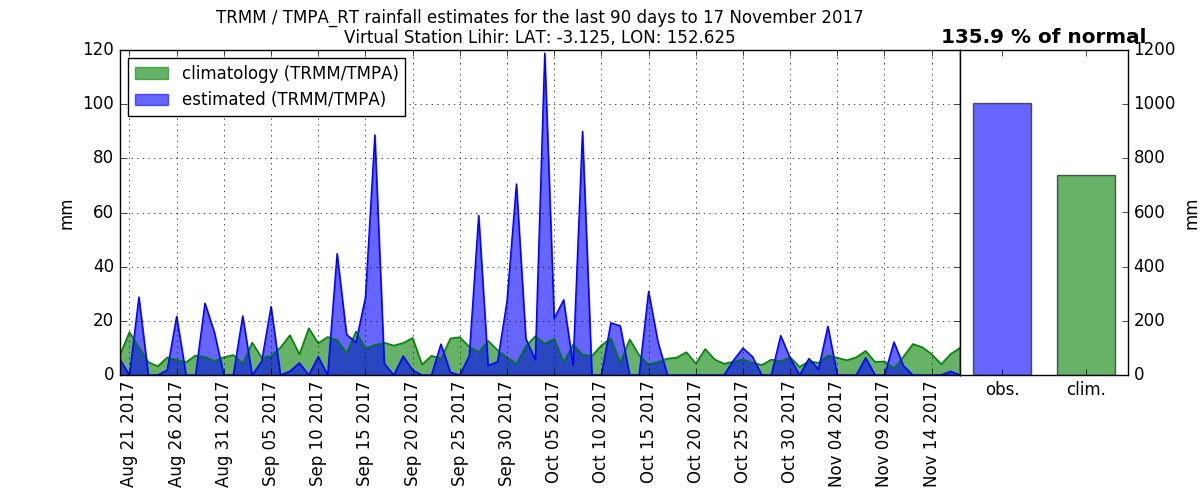 TRMM / TMPA_RT rainfall estimates for the last 90 days to 17 November 2017
Virtual Station Lihir: LAT: -3.125, LON: 152.625
135.9 % of normal
climatology (TRMM/TMPA)
estimated (TRMM/TMPA)
120
100
80
60
40
20
0
mm
Aug 21 2017
Aug 26 2017
Aug 31 2017
Sep 05 2017
Sep 10 2017
Sep 15 2017
Sep 20 2017
Sep 25 2017
Sep 30 2017
Oct 05 2017
Oct 10 2017
Oct 15 2017
Oct 20 2017
Oct 25 2017
Oct 30 2017
Nov 04 2017
Nov 09 2017
Nov 14 2017
obs.
clim.
1200
1000
800
600
400
200
0
mm